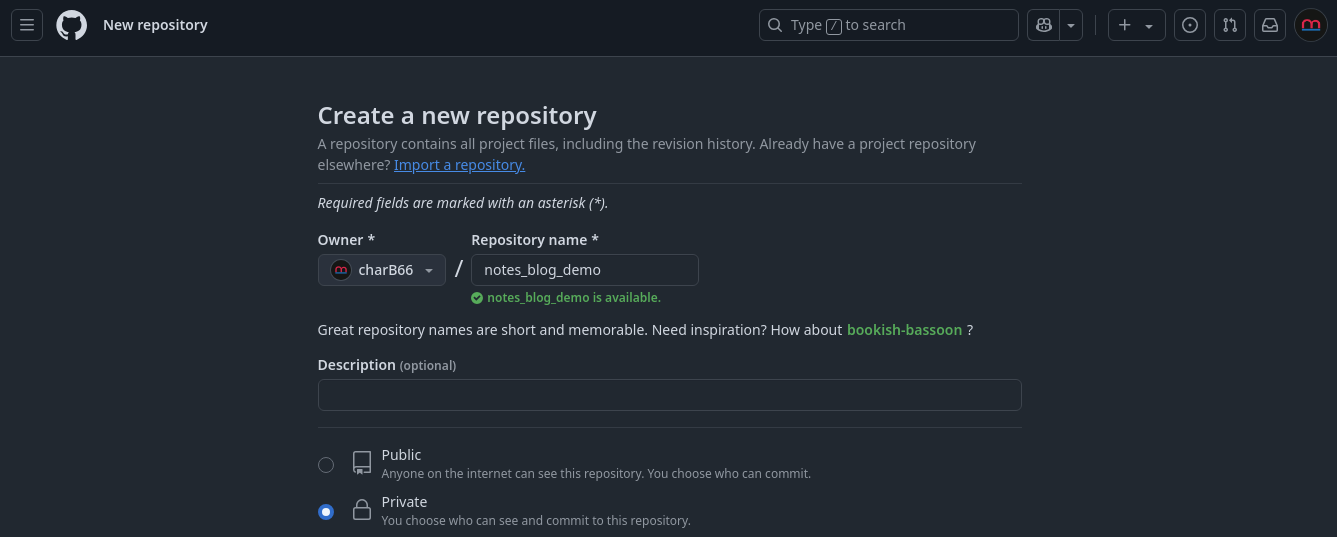 New repository
Type / to search
Create a new repository
A repository contains all project files, including the revision history. Already have a project repository
elsewhere? Import a repository.
Required fields are marked with an asterisk (*).
Owner *
Repository name *
charB66
/
notes_blog_demo
notes_blog_demo is available.
Great repository names are short and memorable. Need inspiration? How about bookish-bassoon ?
Description (optional)
Public
Anyone on the internet can see this repository. You choose who can commit.
Private
You choose who can see and commit to this repository.